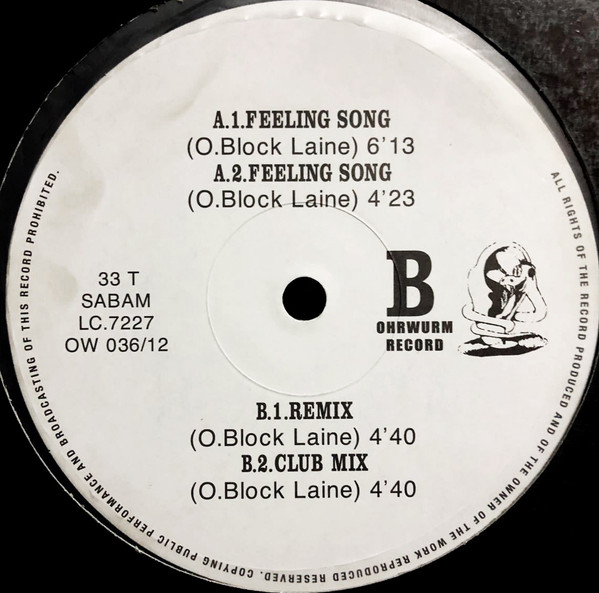 A.1.FEELING SONG
(O.Block Laine) 6'13
A.2.FEELING SONG
(O.Block Laine) 4'23
33 T
SABAM
LC.7227
OW 036/12
B
OHRWURM
RECORD
B.1.REMIX
(O.Block Laine) 4'40
B.2.CLUB MIX
(O.Block Laine) 4'40
ALL RIGHTS OF THE RECORD PRODUCED AND OF THE OWNER OF THE WORK REPRODUCED RESERVED. COPYING PUBLIC PERFORMANCE AND BROADCASTING OF THIS RECORD PROHIBITED.